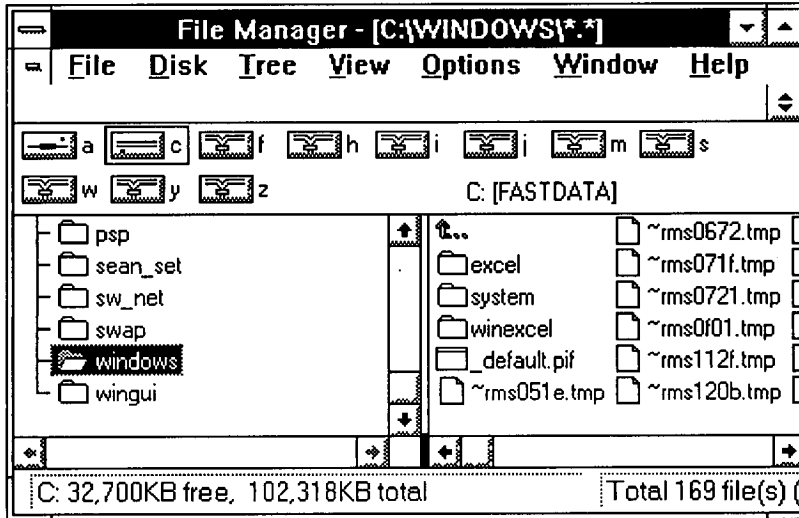 File Manager - [C:\WINDOWS\*.*]
File Disk Tree View Options Window Help
a c f h i j m s
w y z C: [FASTDATA]
psp
sean_set
sw_net
swap
windows
wingui
..
excel
system
winexcel
_default.pif
~rms051e.tmp
~rms0672.tmp
~rms071f.tmp
~rms0721.tmp
~rms0f01.tmp
~rms112f.tmp
~rms120b.tmp
C: 32,700KB free, 102,318KB total
Total 169 file(s) (